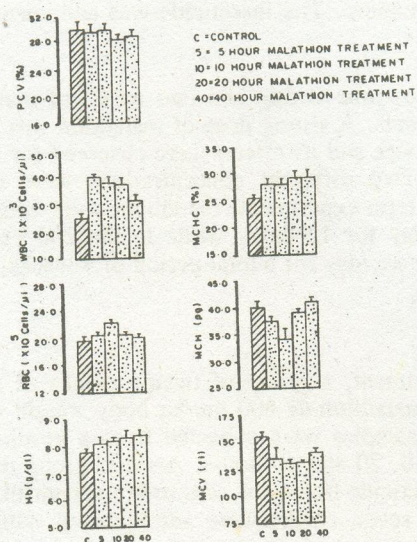 C =CONTROL
5 = 5 HOUR MALATHION TREATMENT
10=10 HOUR MALATHION TREATMENT
20=20 HOUR MALATHION TREATMENT
40=40 HOUR MALATHION TREATMENT
PCV (%)
32·0
28·0
24·0
16·0
WBC (X10³ Cells/µl)
50·0
40·0
30·0
20·0
10·0
MCHC (%)
35·0
30·0
25·0
20·0
15·0
RBC (X10⁵ Cells/µl)
28·0
24·0
20·0
16·0
12·0
MCH (pg)
45·0
40·0
35·0
30·0
25·0
Hb(g/dl)
9·0
8·0
7·0
6·0
5·0
C 5 10 20 40
MCV (fl)
175
150
125
100
75
C 5 10 20 40